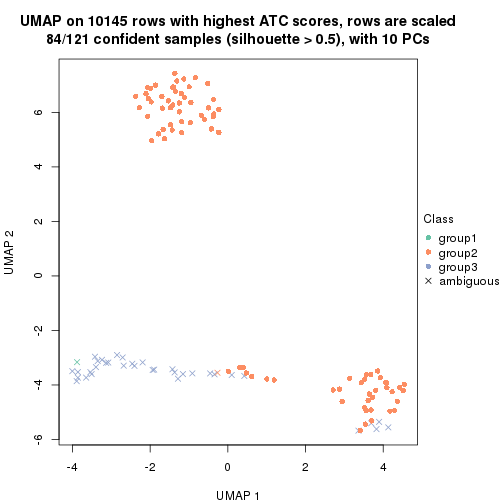 UMAP on 10145 rows with highest ATC scores, rows are scaled
84/121 confident samples (silhouette > 0.5), with 10 PCs
6
4
2
0
-2
-4
-6
UMAP 2
-4
-2
0
2
4
UMAP 1
Class
group1
group2
group3
ambiguous